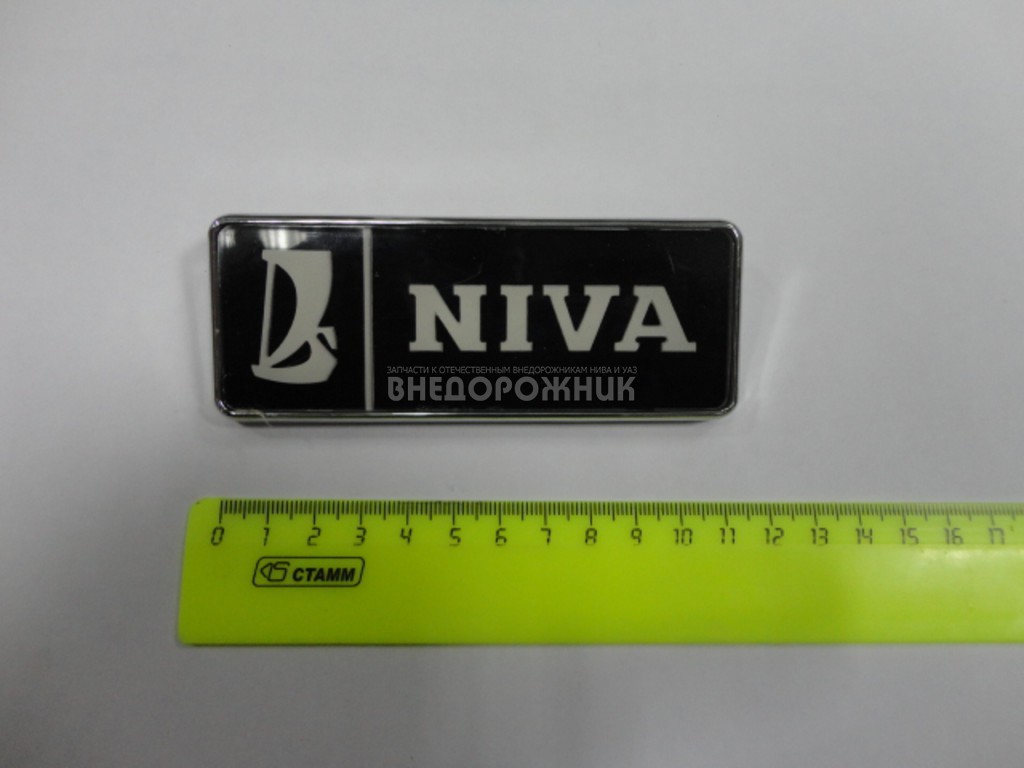 NIVA
ЗАПЧАСТИ К ОТЕЧЕСТВЕННЫМ ВНЕДОРОЖНИКАМ НИВА И УАЗ
ВНЕДОРОЖНИК
0 1 2 3 4 5 6 7 8 9 10 11 12 13 14 15 16 17
СТАММ